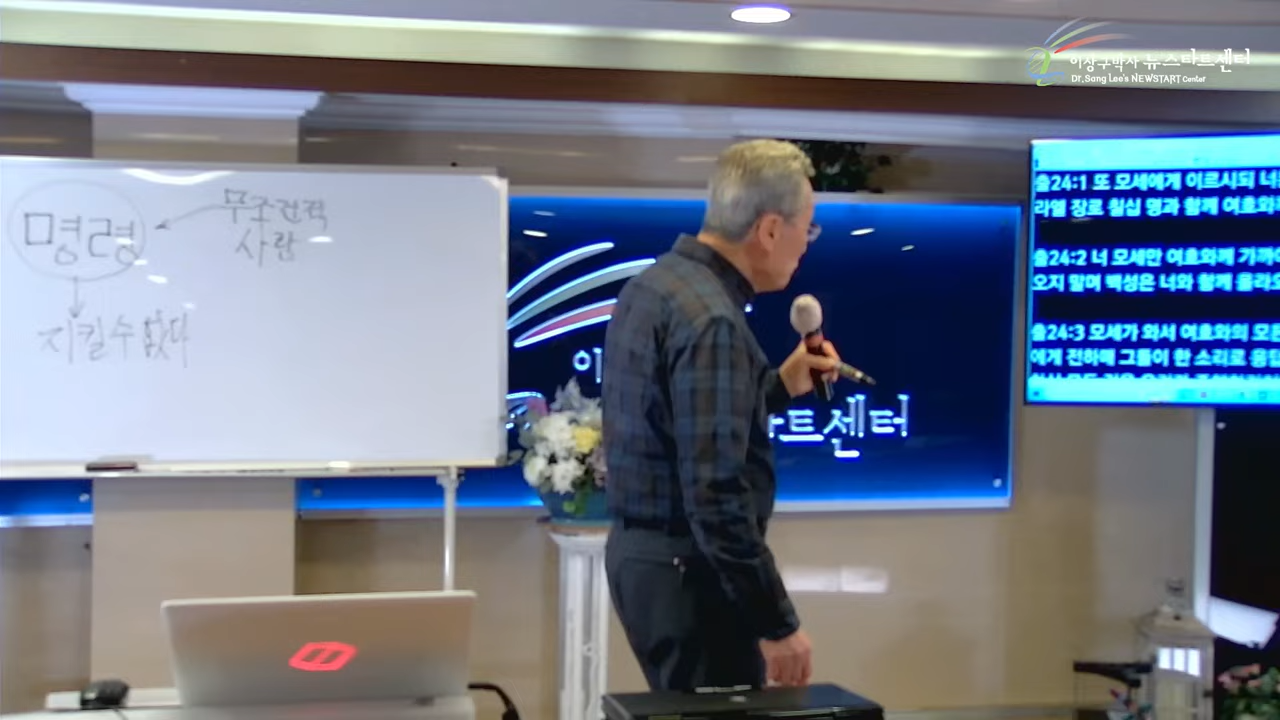 이상구박사 뉴스타트센터
Dr. Sang Lee's NEWSTART Center
명령
무조건적
사람
지킬수 없다
출24:1 또 모세에게 이르시되 너
라엘 장로 칠십 명과 함께 여호와
출24:2 너 모세만 여호와께 가까이
오지 말며 백성은 너와 함께 올라오
출24:3 모세가 와서 여호와의 모든
에게 전하매 그들이 한 소리로 응답
이
트센터